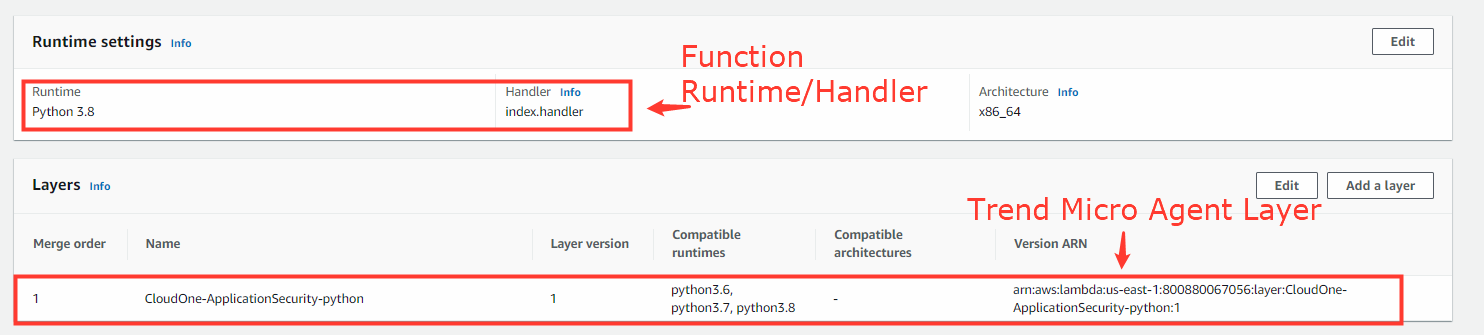 Runtime settings Info
Edit
Function
Runtime/Handler
Runtime
Python 3.8
Handler Info
index.handler
Architecture Info
x86_64
Layers Info
Edit
Add a layer
Trend Micro Agent Layer
Merge order
Name
Layer version
Compatible
runtimes
Compatible
architectures
Version ARN
1
CloudOne-ApplicationSecurity-python
1
python3.6,
python3.7, python3.8
-
arn:aws:lambda:us-east-1:800880067056:layer:CloudOne-
ApplicationSecurity-python:1